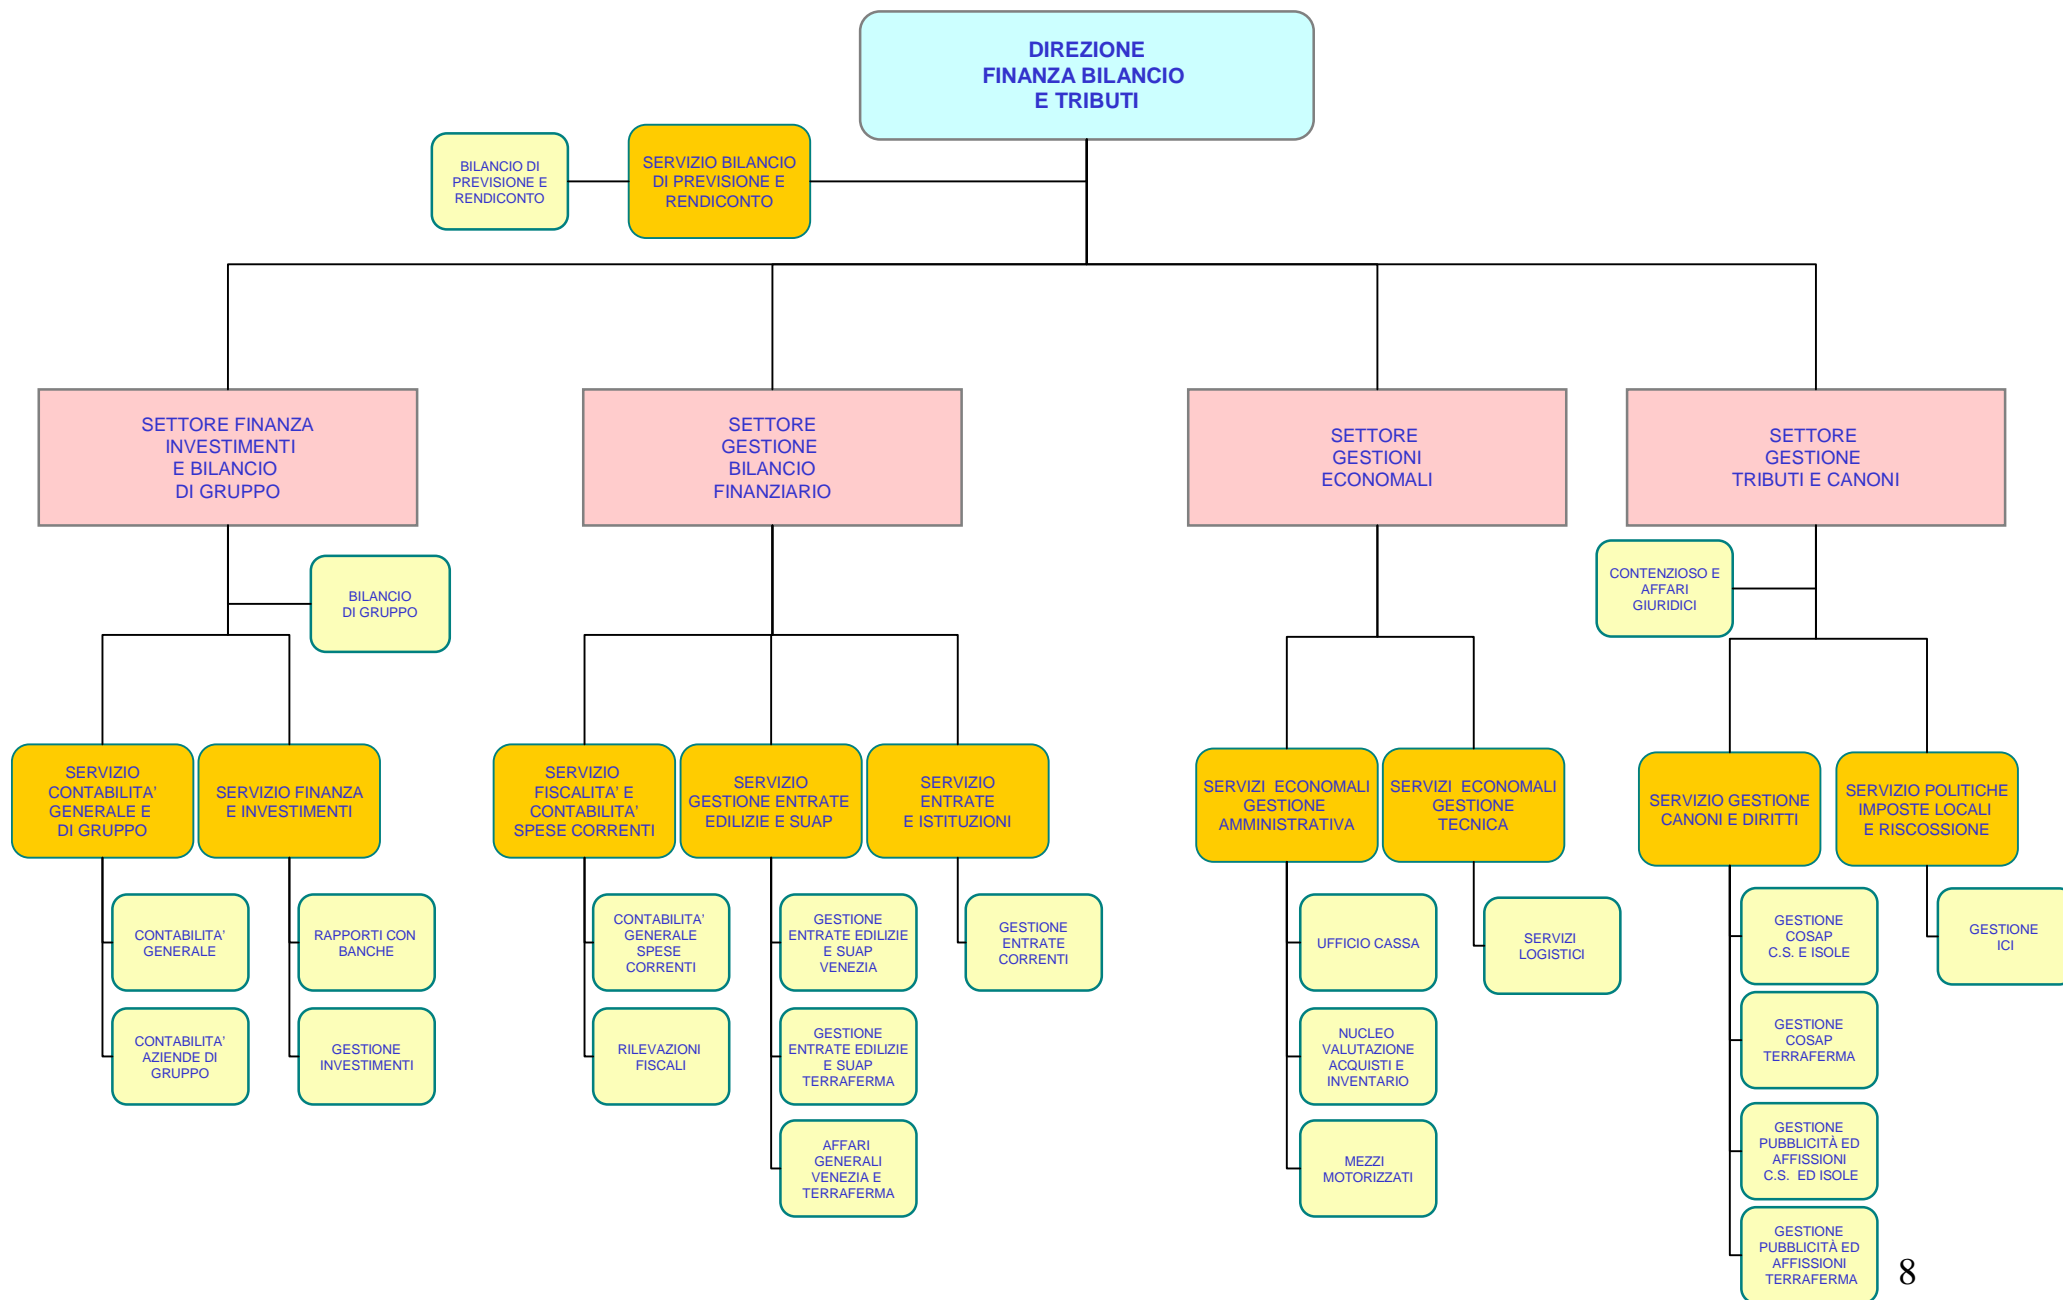 DIREZIONE
FINANZA BILANCIO
E TRIBUTI
BILANCIO DI
PREVISIONE E
RENDICONTO
SERVIZIO BILANCIO
DI PREVISIONE E
RENDICONTO
SETTORE FINANZA
INVESTIMENTI
E BILANCIO
DI GRUPPO
SETTORE
GESTIONE
BILANCIO
FINANZIARIO
SETTORE
GESTIONI
ECONOMALI
SETTORE
GESTIONE
TRIBUTI E CANONI
BILANCIO
DI GRUPPO
CONTENZIOSO E
AFFARI
GIURIDICI
SERVIZIO
CONTABILITA’
GENERALE E
DI GRUPPO
SERVIZIO FINANZA
E INVESTIMENTI
SERVIZIO
FISCALITA’ E
CONTABILITA’
SPESE CORRENTI
SERVIZIO
GESTIONE ENTRATE
EDILIZIE E SUAP
SERVIZIO
ENTRATE
E ISTITUZIONI
SERVIZI ECONOMALI
GESTIONE
AMMINISTRATIVA
SERVIZI ECONOMALI
GESTIONE
TECNICA
SERVIZIO GESTIONE
CANONI E DIRITTI
SERVIZIO POLITICHE
IMPOSTE LOCALI
E RISCOSSIONE
CONTABILITA’
GENERALE
RAPPORTI CON
BANCHE
CONTABILITA’
GENERALE
SPESE
CORRENTI
GESTIONE
ENTRATE EDILIZIE
E SUAP
VENEZIA
GESTIONE
ENTRATE
CORRENTI
UFFICIO CASSA
SERVIZI
LOGISTICI
GESTIONE
COSAP
C.S. E ISOLE
GESTIONE
ICI
CONTABILITA’
AZIENDE DI
GRUPPO
GESTIONE
INVESTIMENTI
RILEVAZIONI
FISCALI
GESTIONE
ENTRATE EDILIZIE
E SUAP
TERRAFERMA
NUCLEO
VALUTAZIONE
ACQUISTI E
INVENTARIO
GESTIONE
COSAP
TERRAFERMA
AFFARI
GENERALI
VENEZIA E
TERRAFERMA
MEZZI
MOTORIZZATI
GESTIONE
PUBBLICITÀ ED
AFFISSIONI
C.S. ED ISOLE
GESTIONE
PUBBLICITÀ ED
AFFISSIONI
TERRAFERMA
8